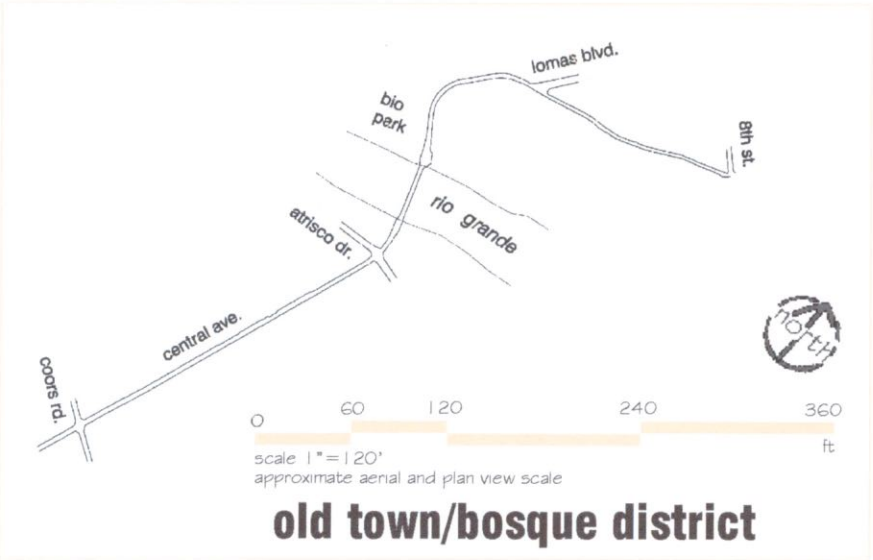 lomas blvd.
bio
park
8th st.
rio grande
atrisco dr.
central ave.
coors rd.
north
0 60 120 240 360
ft
scale 1"=120'
approximate aerial and plan view scale
old town/bosque district